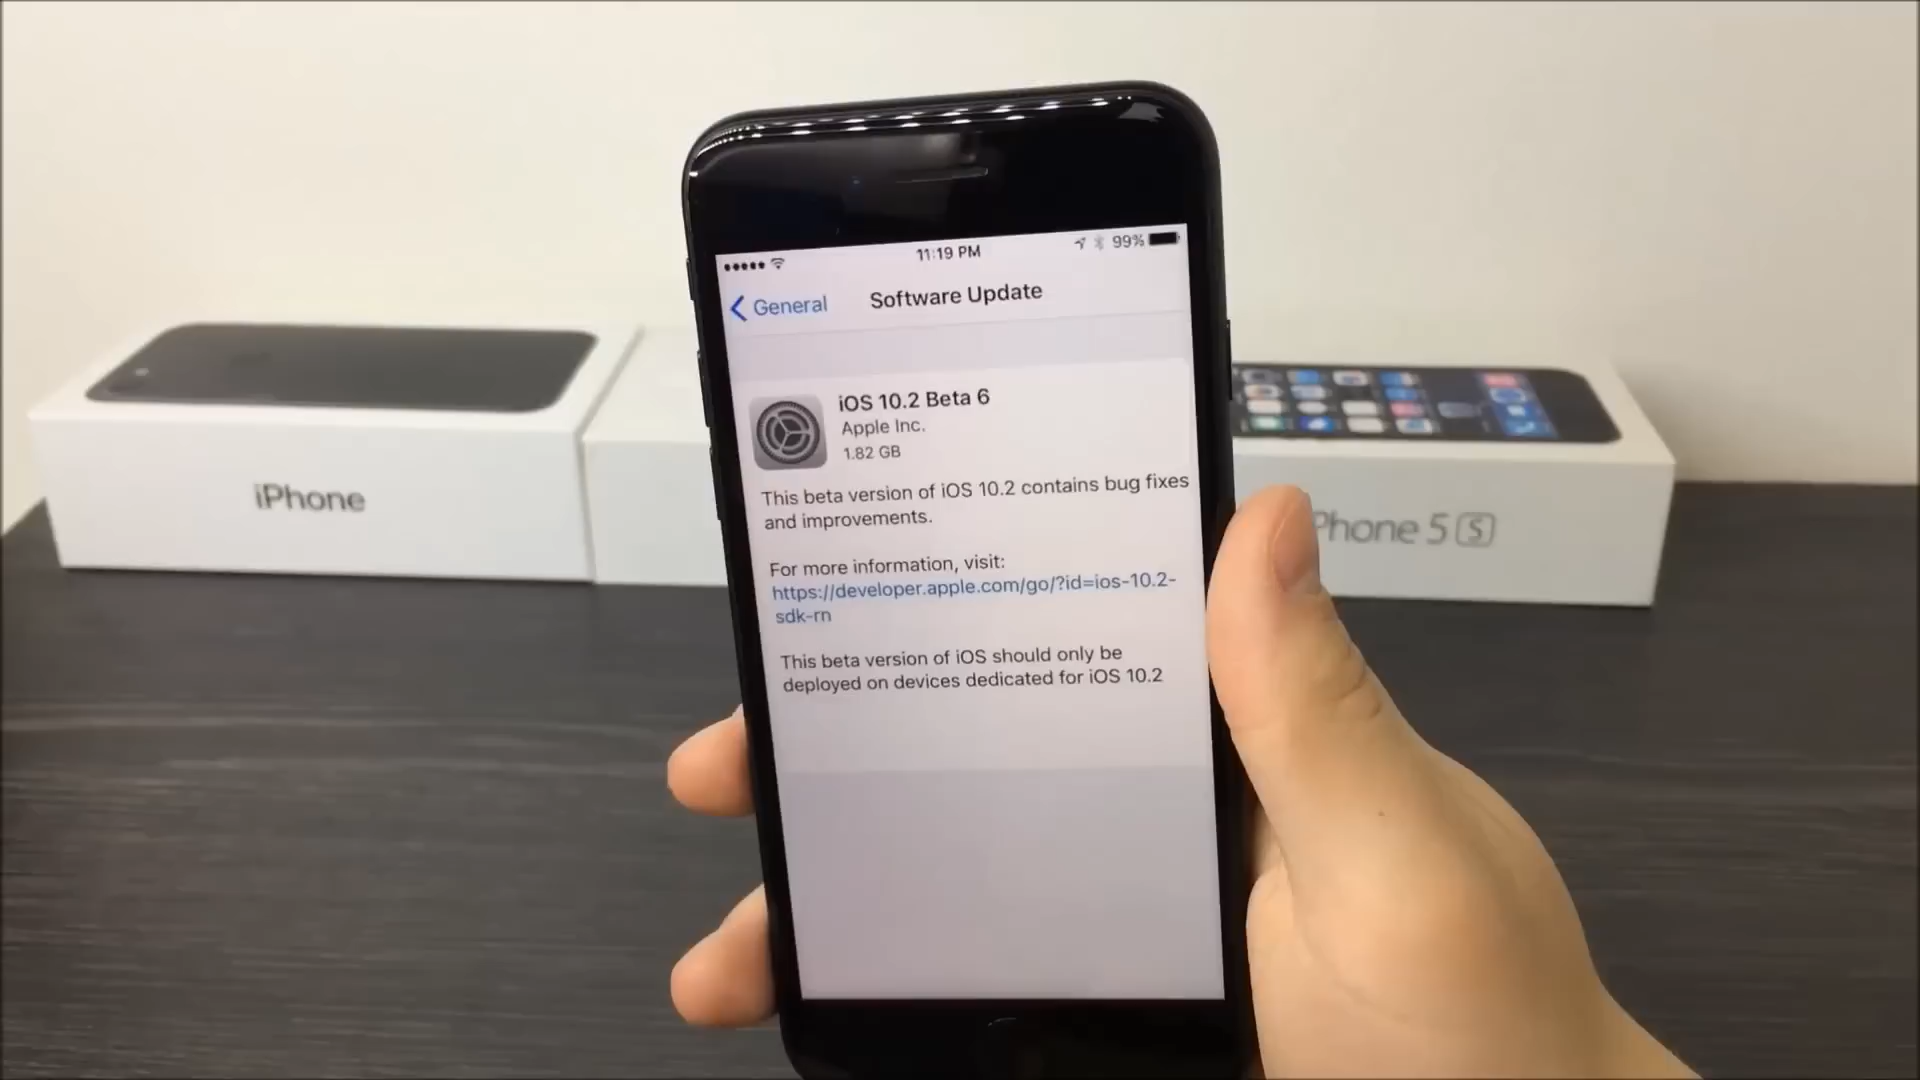 11:19 PM
99%
General
Software Update
iOS 10.2 Beta 6
Apple Inc.
1.82 GB
This beta version of iOS 10.2 contains bug fixes
and improvements.
For more information, visit:
https://developer.apple.com/go/?id=ios-10.2-
sdk-rn
This beta version of iOS should only be
deployed on devices dedicated for iOS 10.2
iPhone
Phone 5 S